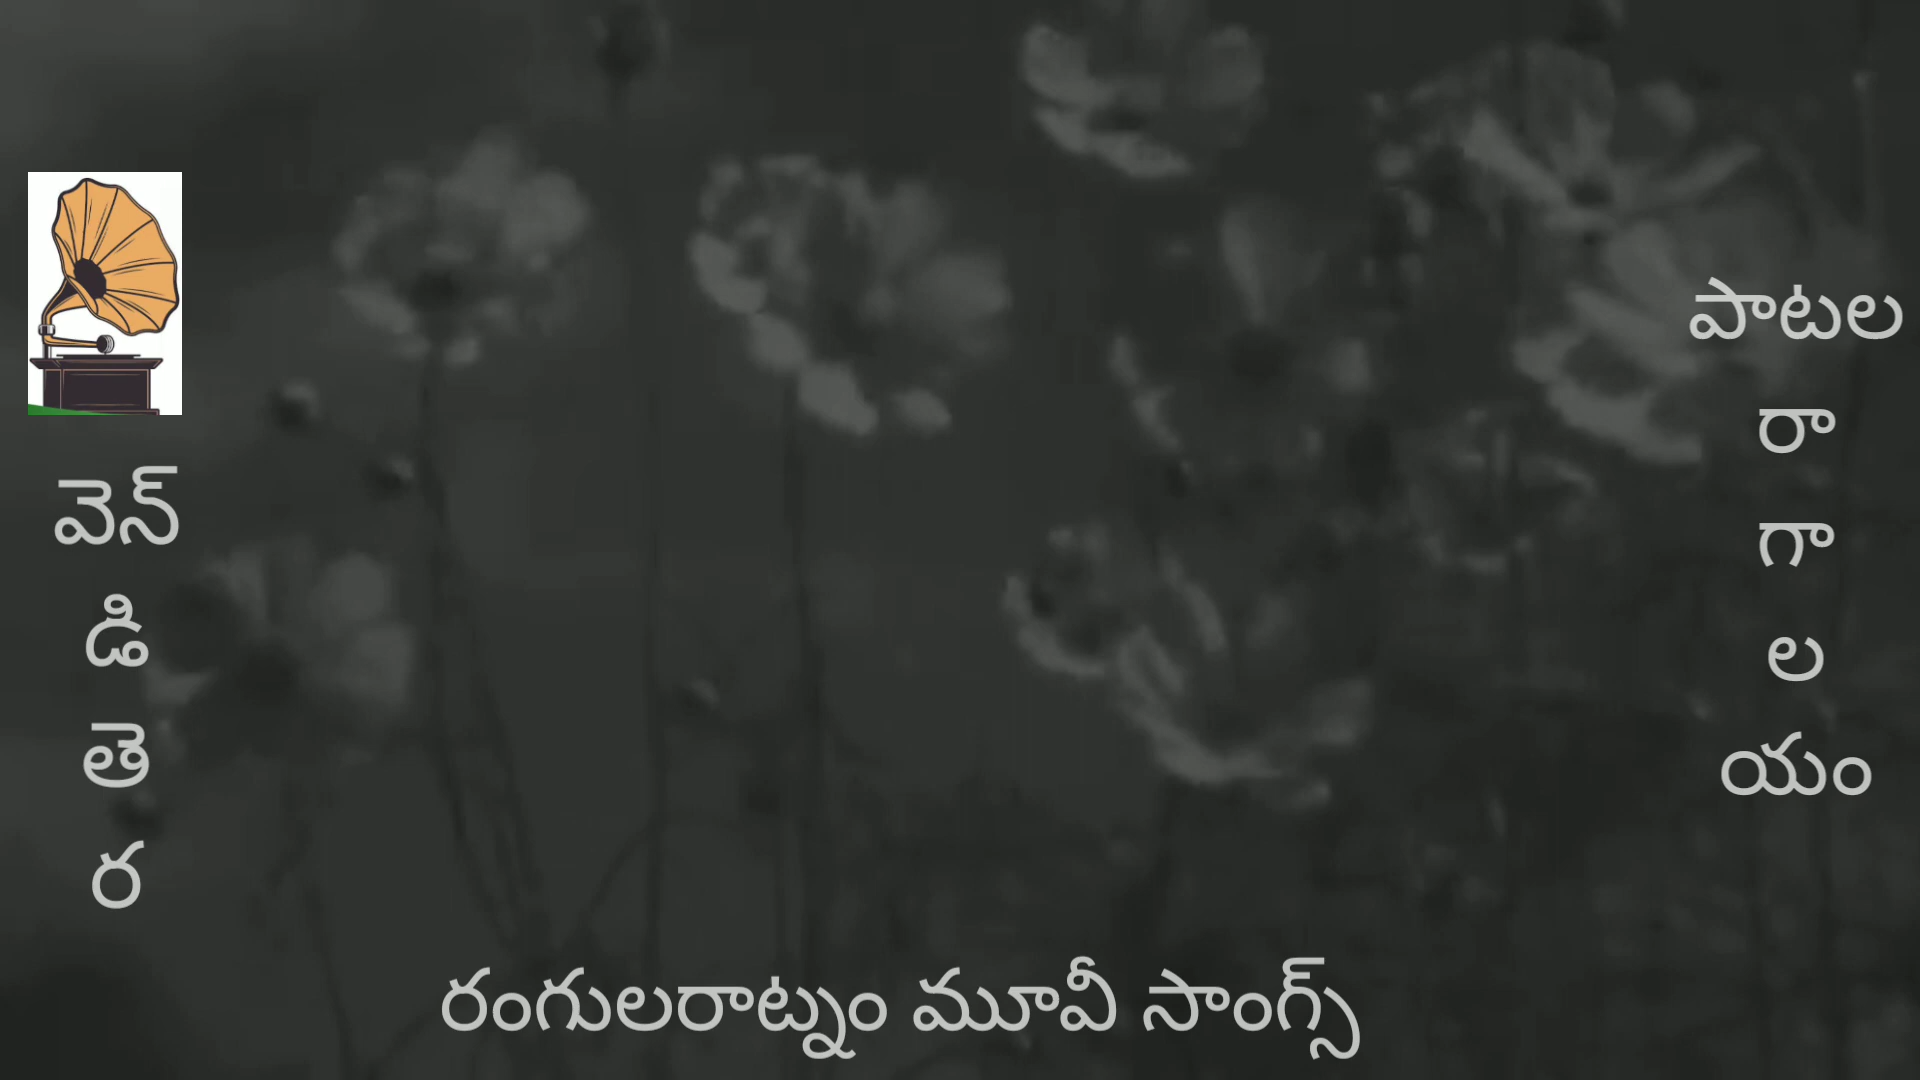 వెన్
డి
తె
ర
పాటల
రా
గా
ల
యం
రంగులరాట్నం మూవీ సాంగ్స్